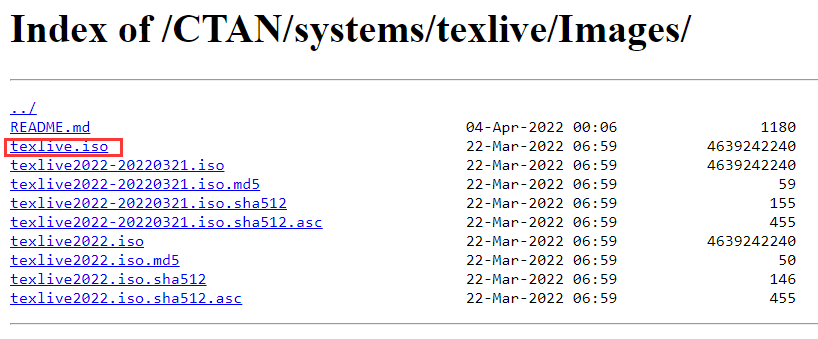 Index of /CTAN/systems/texlive/Images/
../
README.md 04-Apr-2022 00:06 1180
texlive.iso 22-Mar-2022 06:59 4639242240
texlive2022-20220321.iso 22-Mar-2022 06:59 4639242240
texlive2022-20220321.iso.md5 22-Mar-2022 06:59 59
texlive2022-20220321.iso.sha512 22-Mar-2022 06:59 155
texlive2022-20220321.iso.sha512.asc 22-Mar-2022 06:59 455
texlive2022.iso 22-Mar-2022 06:59 4639242240
texlive2022.iso.md5 22-Mar-2022 06:59 50
texlive2022.iso.sha512 22-Mar-2022 06:59 146
texlive2022.iso.sha512.asc 22-Mar-2022 06:59 455